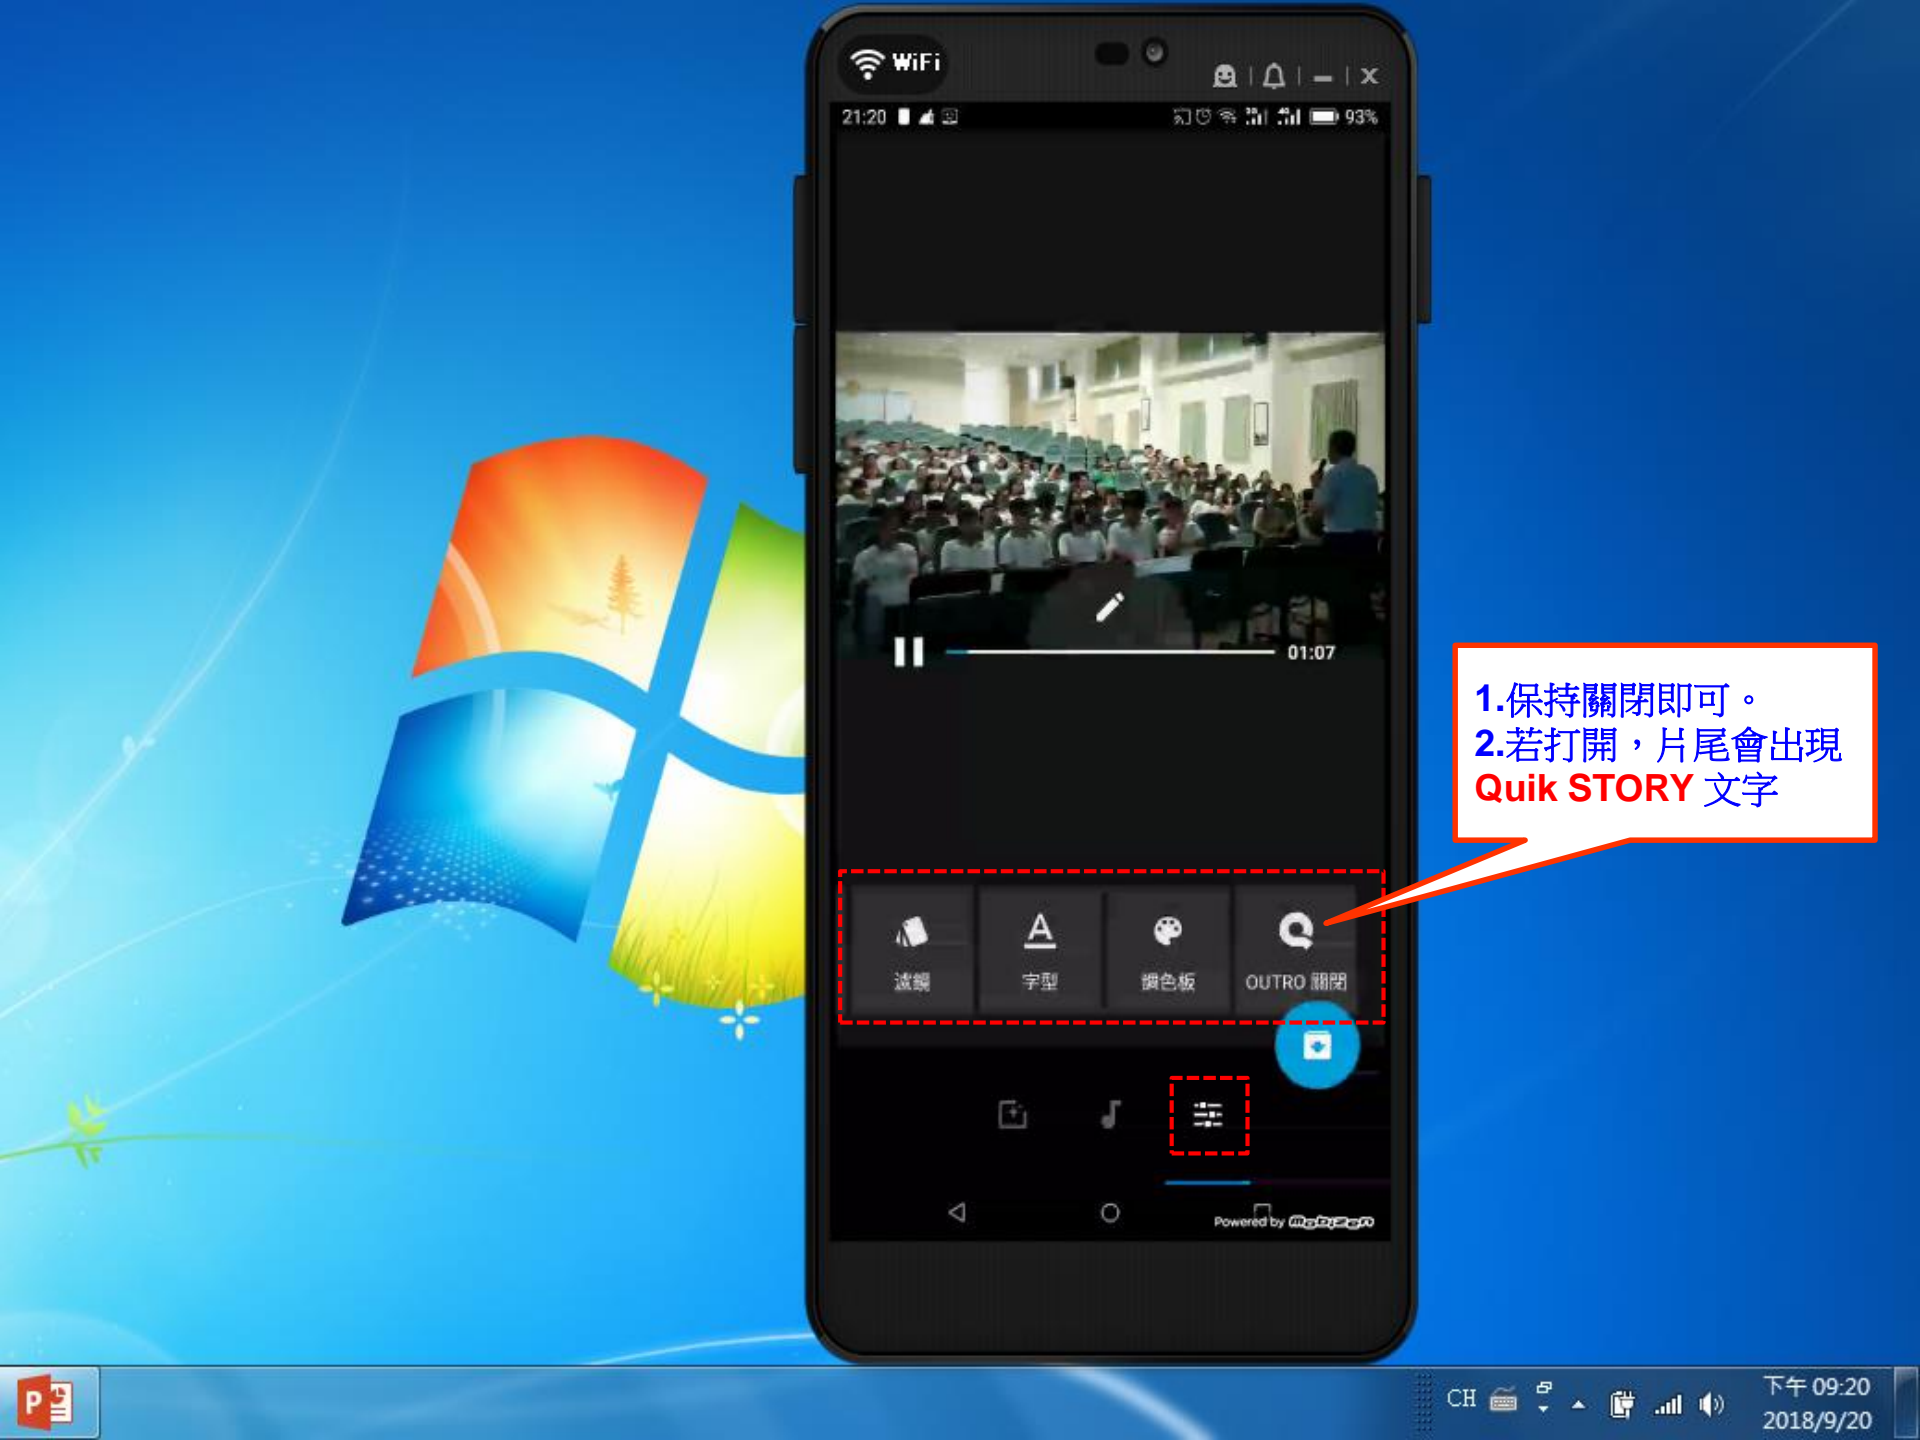 WiFi
21:20
93%
01:07
1.保持關閉即可。
2.若打開，片尾會出現
Quik STORY 文字
濾鏡
字型
調色板
OUTRO 關閉
Powered by Mobizen
CH
下午 09:20
2018/9/20